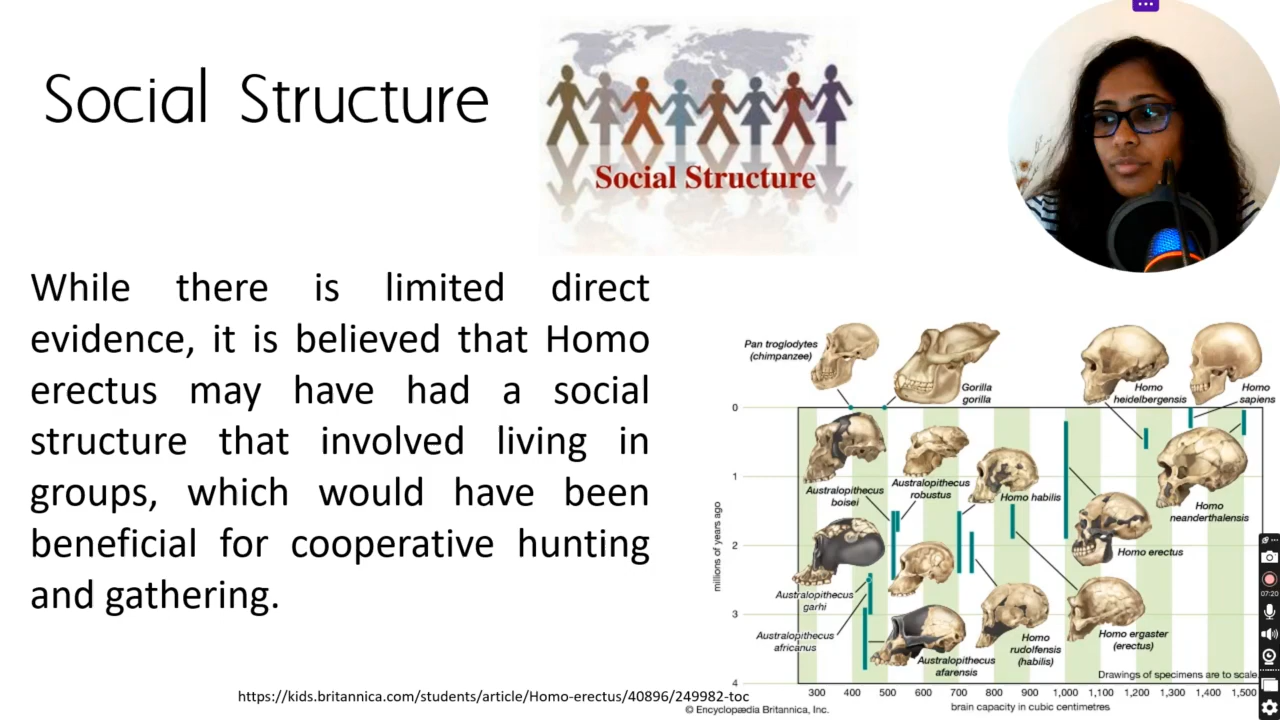 Social Structure
Social Structure
While there is limited direct
evidence, it is believed that Homo
erectus may have had a social
structure that involved living in
groups, which would have been
beneficial for cooperative hunting
and gathering.
Pan troglodytes
(chimpanzee)
Gorilla
gorilla
Homo
heidelbergensis
Homo
sapiens
0
Australopithecus
boisei
Australopithecus
robustus
Homo habilis
Homo
neanderthalensis
1
millions of years ago
2
Homo erectus
Australopithecus
garhi
3
Australopithecus
africanus
Australopithecus
afarensis
Homo
rudolfensis
(habilis)
Homo ergaster
(erectus)
Drawings of specimens are to scale.
4
300 400 500 600 700 800 900 1,000 1,100 1,200 1,300 1,400 1,500
brain capacity in cubic centimetres
https://kids.britannica.com/students/article/Homo-erectus/40896/249982-toc
© Encyclopædia Britannica, Inc.
07:20